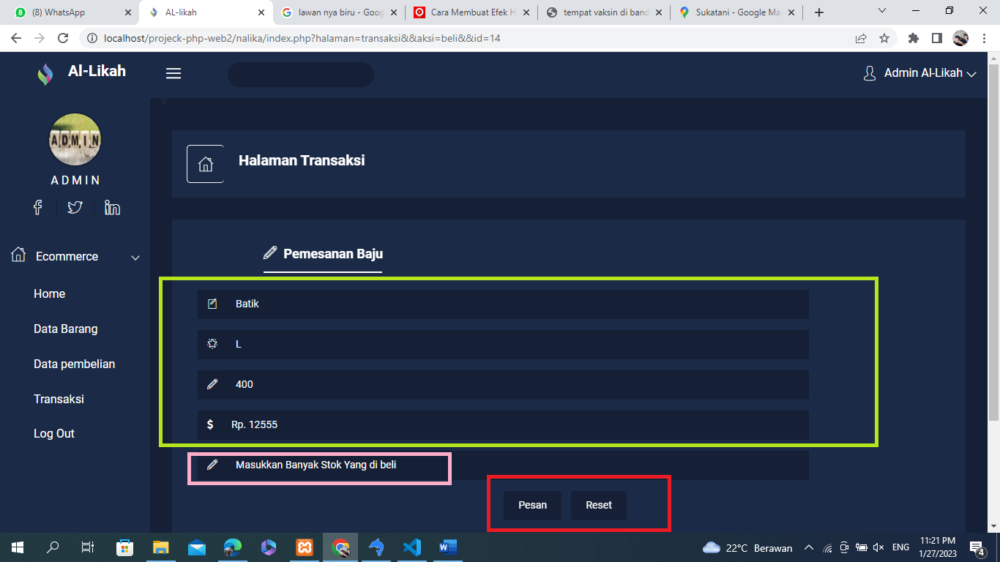 (8) WhatsApp
AL-likah
lawan nya biru - Goog
Cara Membuat Efek H
tempat vaksin di band
Sukatani - Google Ma
localhost/projeck-php-web2/nalika/index.php?halaman=transaksi&&aksi=beli&&id=14
Al-Likah
Admin Al-Likah
3
ADMIN
ADMIN
Halaman Transaksi
Ecommerce
Home
Data Barang
Data pembelian
Transaksi
Log Out
Pemesanan Baju
Batik
L
400
$ Rp. 12555
Masukkan Banyak Stok Yang di beli
Pesan Reset
22°C Berawan
ENG
11:21 PM
1/27/2023
4